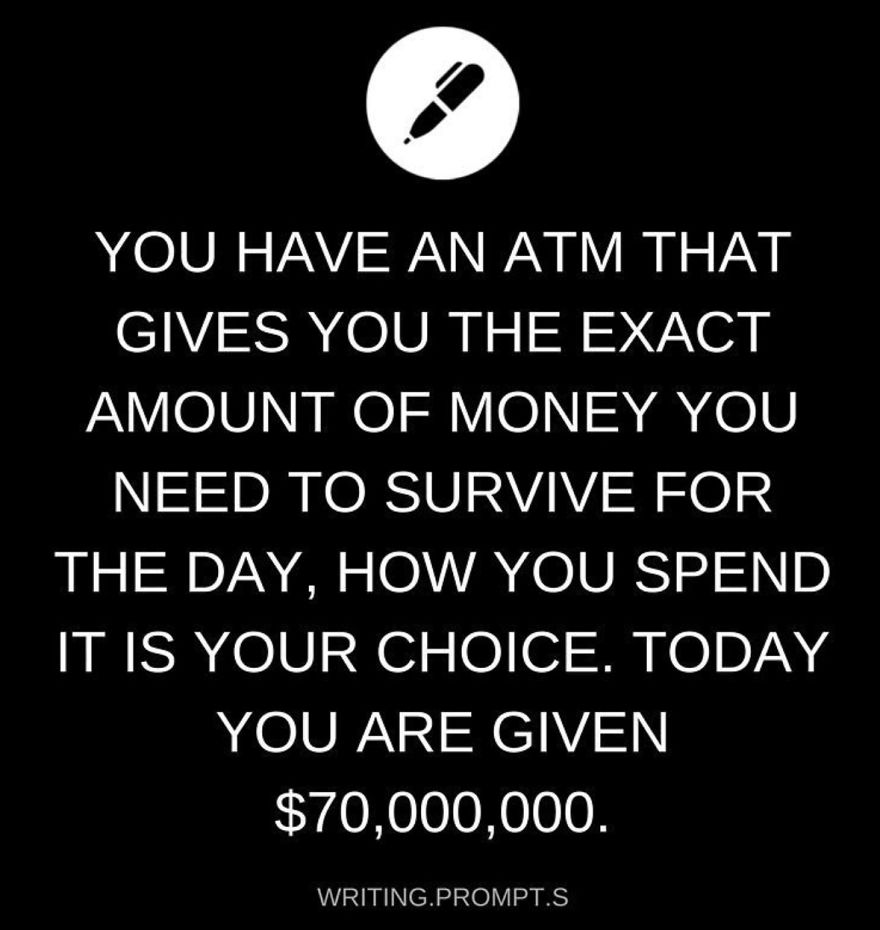 YOU HAVE AN ATM THAT
GIVES YOU THE EXACT
AMOUNT OF MONEY YOU
NEED TO SURVIVE FOR
THE DAY, HOW YOU SPEND
IT IS YOUR CHOICE. TODAY
YOU ARE GIVEN
$70,000,000.
WRITING.PROMPT.S